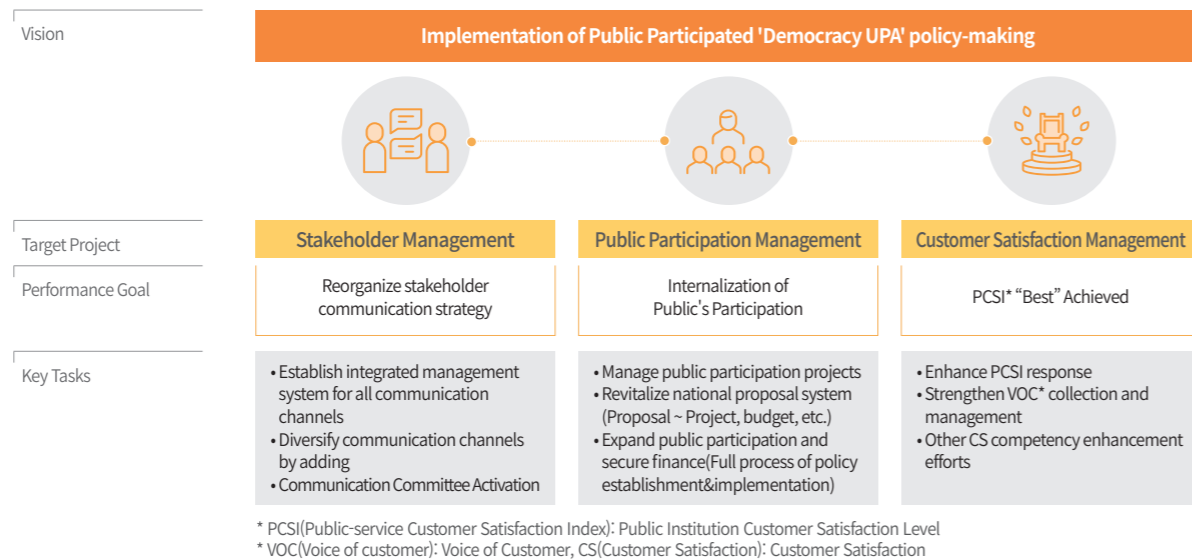 Vision
Implementation of Public Participated 'Democracy UPA' policy-making
Target Project
Stakeholder Management
Public Participation Management
Customer Satisfaction Management
Performance Goal
Reorganize stakeholder
communication strategy
Internalization of
Public's Participation
PCSI* “Best” Achieved
Key Tasks
• Establish integrated management
system for all communication
channels
• Diversify communication channels
by adding
• Communication Committee Activation
• Manage public participation projects
• Revitalize national proposal system
(Proposal ~ Project, budget, etc.)
• Expand public participation and
secure finance(Full process of policy
establishment&implementation)
• Enhance PCSI response
• Strengthen VOC* collection and
management
• Other CS competency enhancement
efforts
* PCSI(Public-service Customer Satisfaction Index): Public Institution Customer Satisfaction Level
* VOC(Voice of customer): Voice of Customer, CS(Customer Satisfaction): Customer Satisfaction